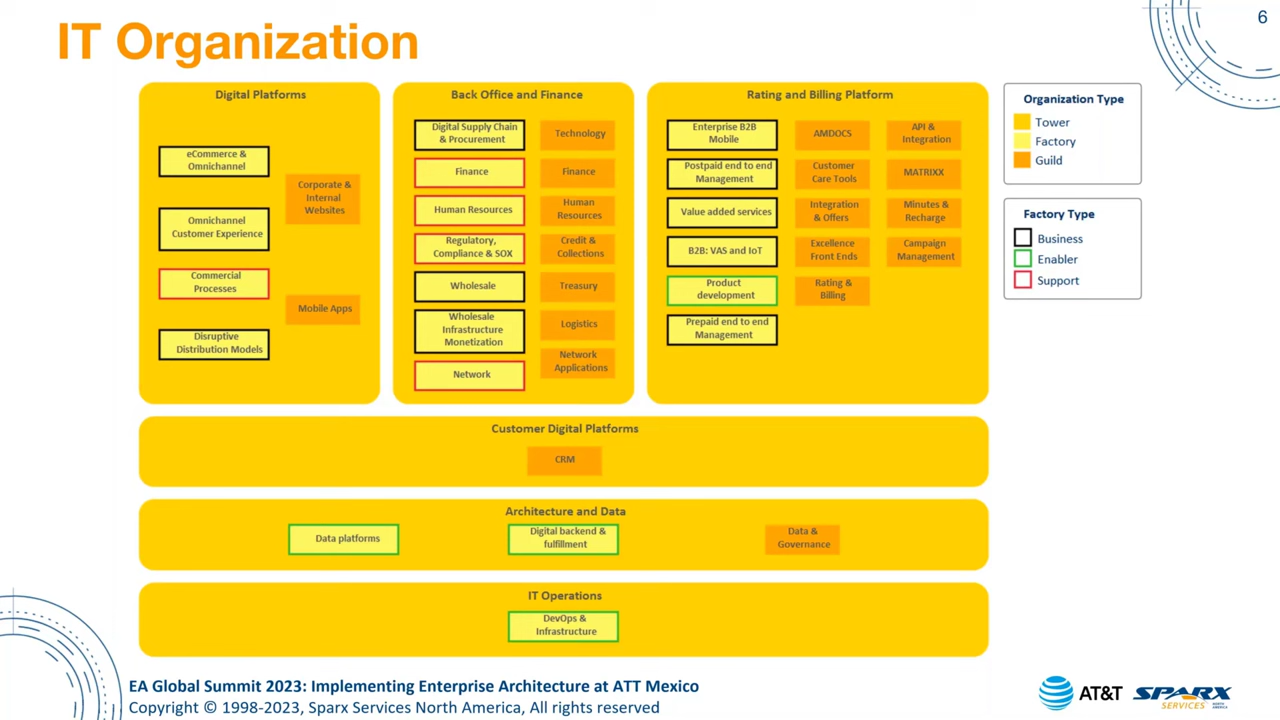 6
IT Organization
Digital Platforms
eCommerce &
Omnichannel
Omnichannel
Customer Experience
Commercial
Processes
Disruptive
Distribution Models
Corporate &
Internal
Websites
Mobile Apps
Back Office and Finance
Digital Supply Chain
& Procurement
Finance
Human Resources
Regulatory,
Compliance & SOX
Wholesale
Wholesale
Infrastructure
Monetization
Network
Technology
Finance
Human
Resources
Credit &
Collections
Treasury
Logistics
Network
Applications
Rating and Billing Platform
Enterprise B2B
Mobile
Postpaid end to end
Management
Value added services
B2B: VAS and IoT
Product
development
Prepaid end to end
Management
AMDOCS
Customer
Care Tools
Integration
& Offers
Excellence
Front Ends
Rating &
Billing
API &
Integration
MATRIXX
Minutes &
Recharge
Campaign
Management
Organization Type
Tower
Factory
Guild
Factory Type
Business
Enabler
Support
Customer Digital Platforms
CRM
Architecture and Data
Data platforms
Digital backend &
fulfillment
Data &
Governance
IT Operations
DevOps &
Infrastructure
EA Global Summit 2023: Implementing Enterprise Architecture at ATT Mexico
Copyright © 1998-2023, Sparx Services North America, All rights reserved
AT&T
SPARX
SERVICES
NORTH
AMERICA